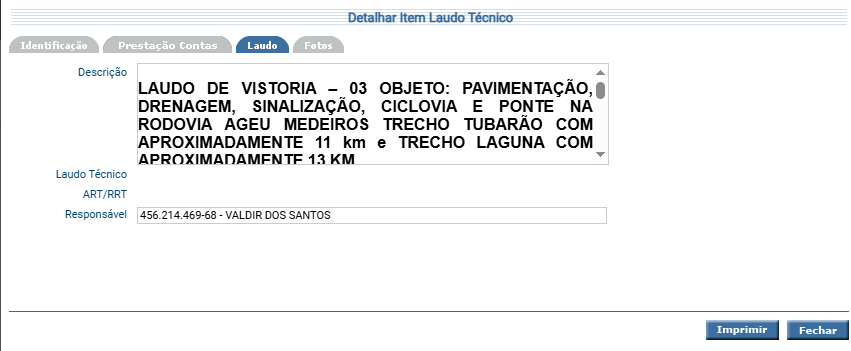 Detalhar Item Laudo Técnico
Identificação
Prestação Contas
Laudo
Fotos
Descrição
LAUDO DE VISTORIA – 03 OBJETO: PAVIMENTAÇÃO,
DRENAGEM, SINALIZAÇÃO, CICLOVIA E PONTE NA
RODOVIA AGEU MEDEIROS TRECHO TUBARÃO COM
APROXIMADAMENTE 11 km e TRECHO LAGUNA COM
APROXIMADAMENTE 13 KM
Laudo Técnico
ART/RRT
Responsável
456.214.469-68 - VALDIR DOS SANTOS
Imprimir
Fechar